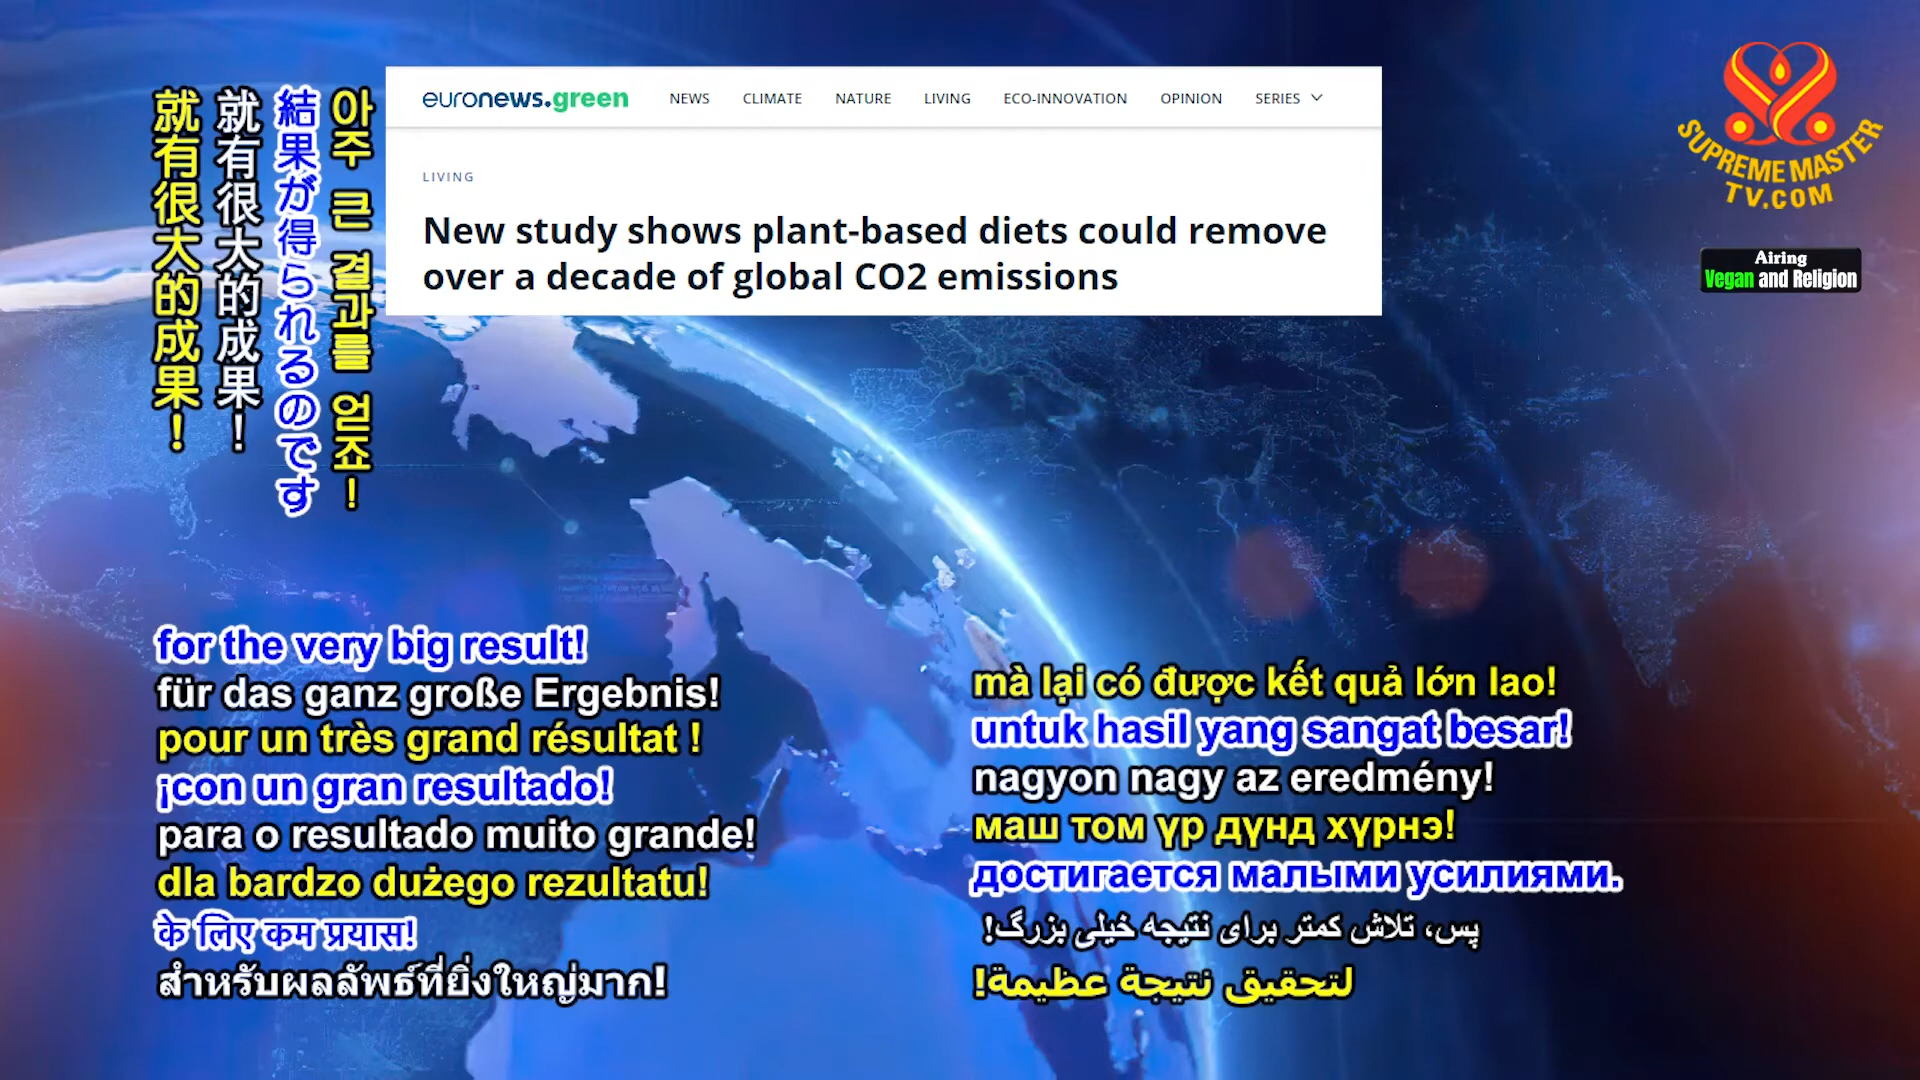 euronews.green NEWS CLIMATE NATURE LIVING ECO-INNOVATION OPINION SERIES
LIVING
New study shows plant-based diets could remove
over a decade of global CO2 emissions
SUPREME MASTER
TV.COM
Airing
Vegan and Religion
아주 큰 결과를 얻죠!
結果が得られるのです
就有很大的成果!
就有很大的成果!
for the very big result!
für das ganz große Ergebnis!
pour un très grand résultat !
¡con un gran resultado!
para o resultado muito grande!
dla bardzo dużego rezultatu!
के लिए कम प्रयास!
สำหรับผลลัพธ์ที่ยิ่งใหญ่มาก!
mà lại có được kết quả lớn lao!
untuk hasil yang sangat besar!
nagyon nagy az eredmény!
маш том үр дүнд хүрнэ!
достигается малыми усилиями.
پس، تلاش کمتر برای نتیجه خیلی بزرگ!
لتحقيق نتيجة عظيمة!